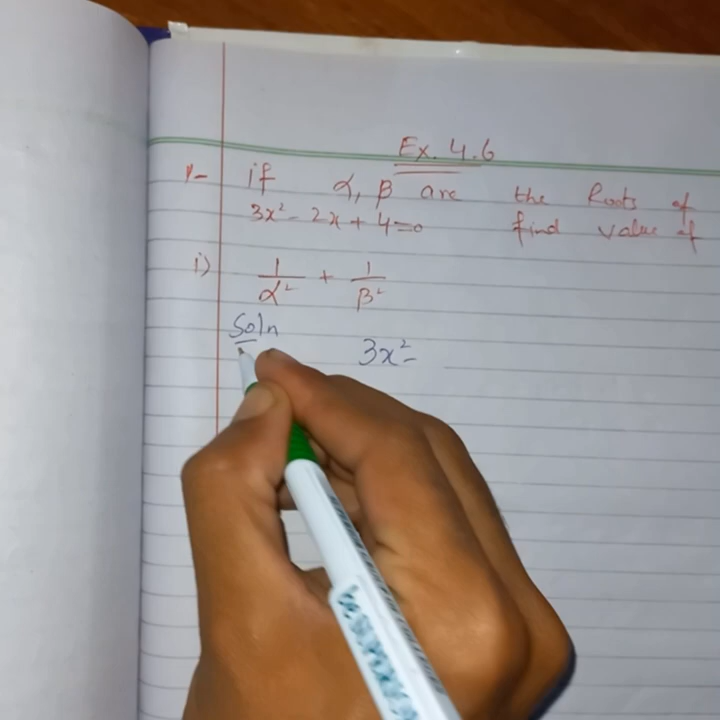 Ex. 4.6
1- if α, β are the Roots of
3x² - 2x + 4 = 0 find value of
i) 1/α² + 1/β²
Soln
3x² -